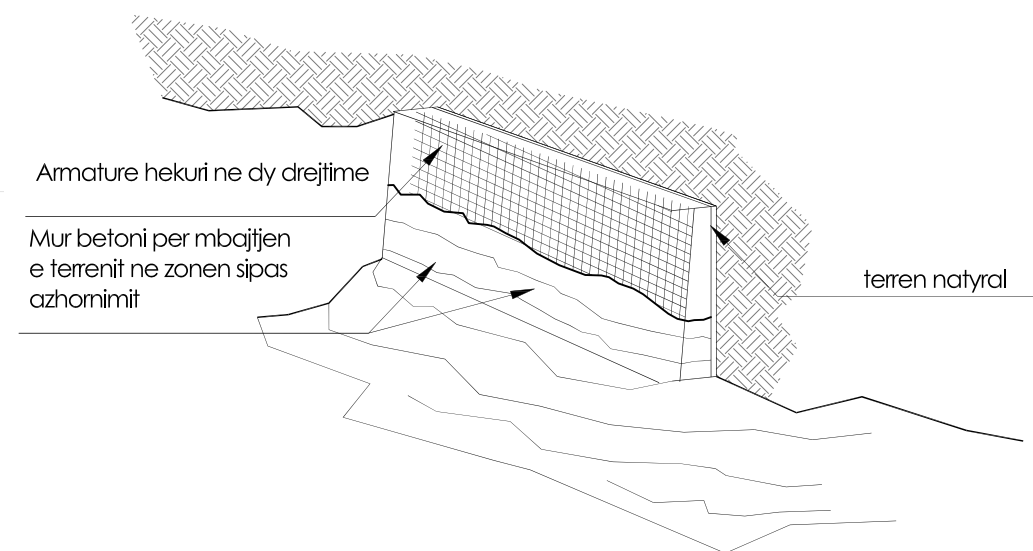 Armature hekuri ne dy drejtime
Mur betoni per mbajtjen
e terrenit ne zonen sipas
azhornimit
terren natyral